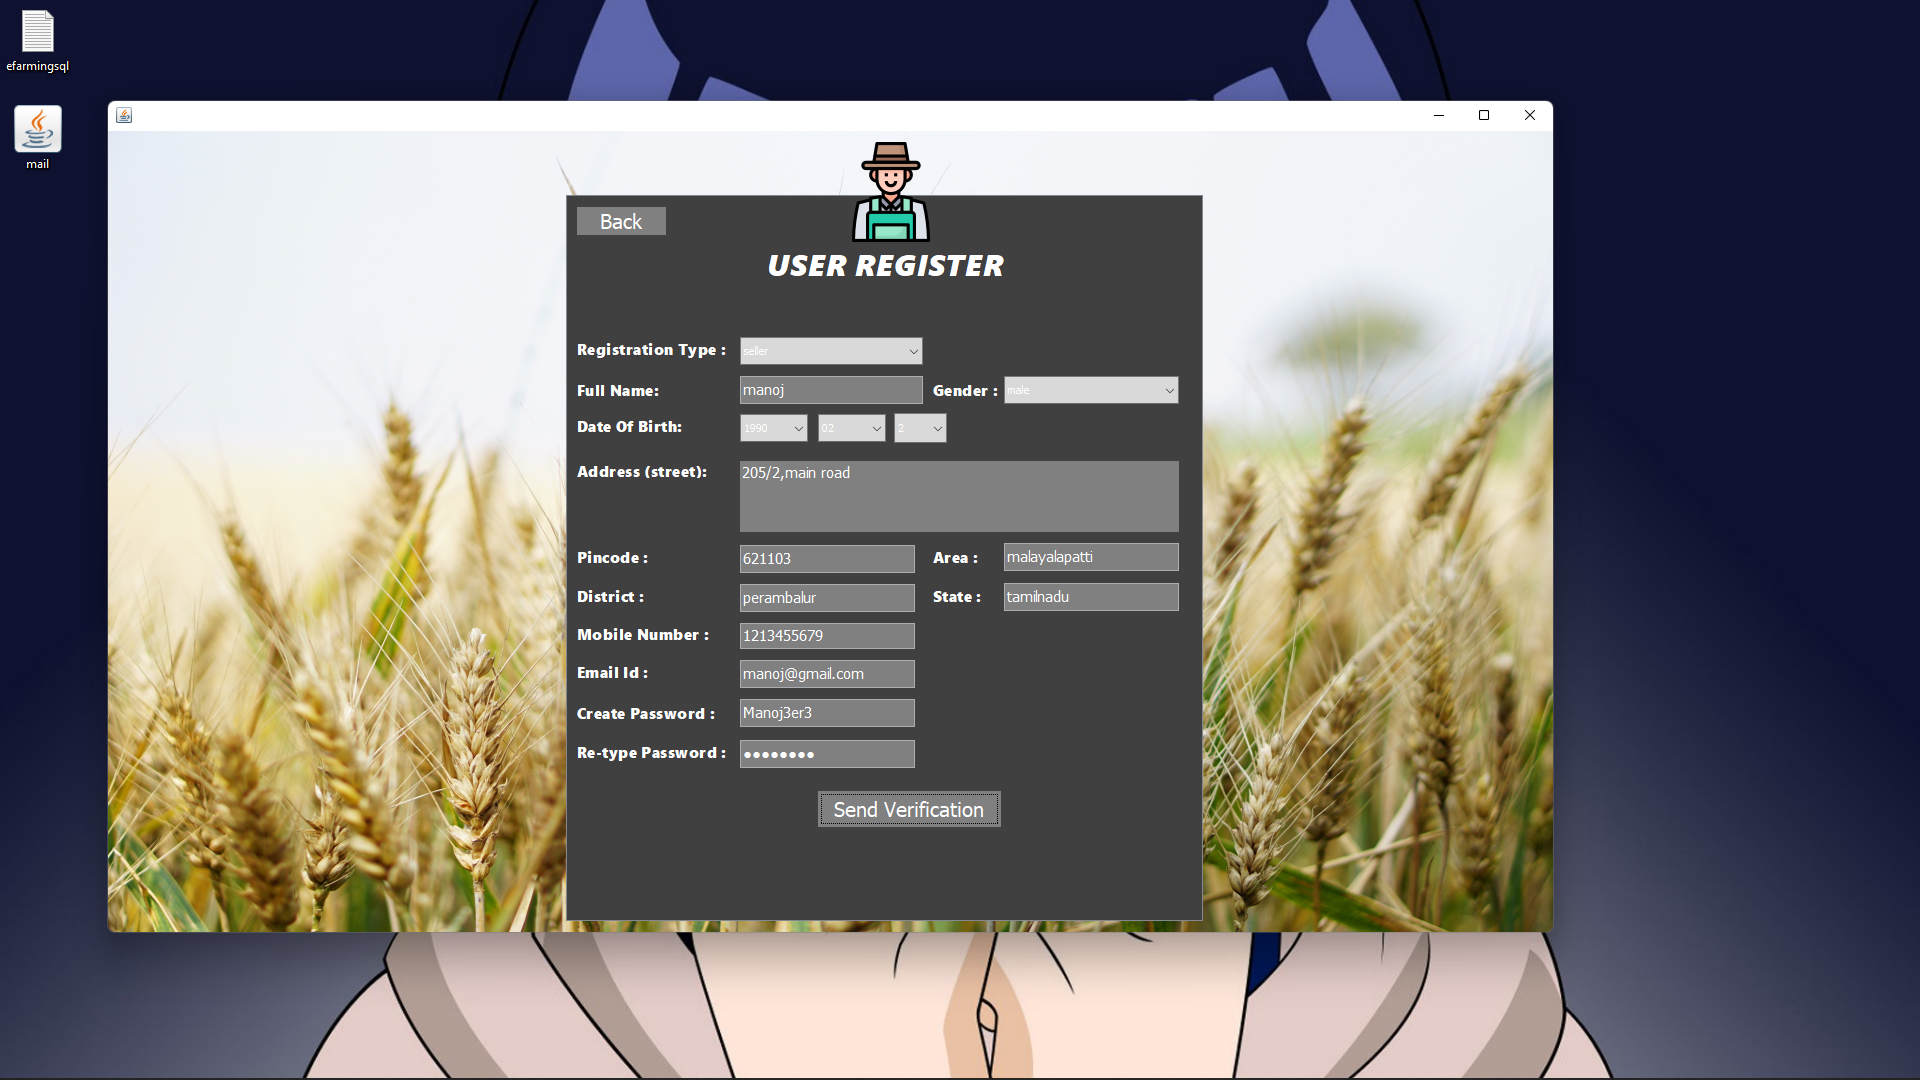 efarmingsql
mail
Back
USER REGISTER
Registration Type : seller
Full Name: manoj Gender : male
Date Of Birth: 1990 02 2
Address (street): 205/2,main road
Pincode : 621103 Area : malayalapatti
District : perambalur State : tamilnadu
Mobile Number : 1213455679
Email Id : manoj@gmail.com
Create Password : Manoj3er3
Re-type Password : ●●●●●●●●
Send Verification